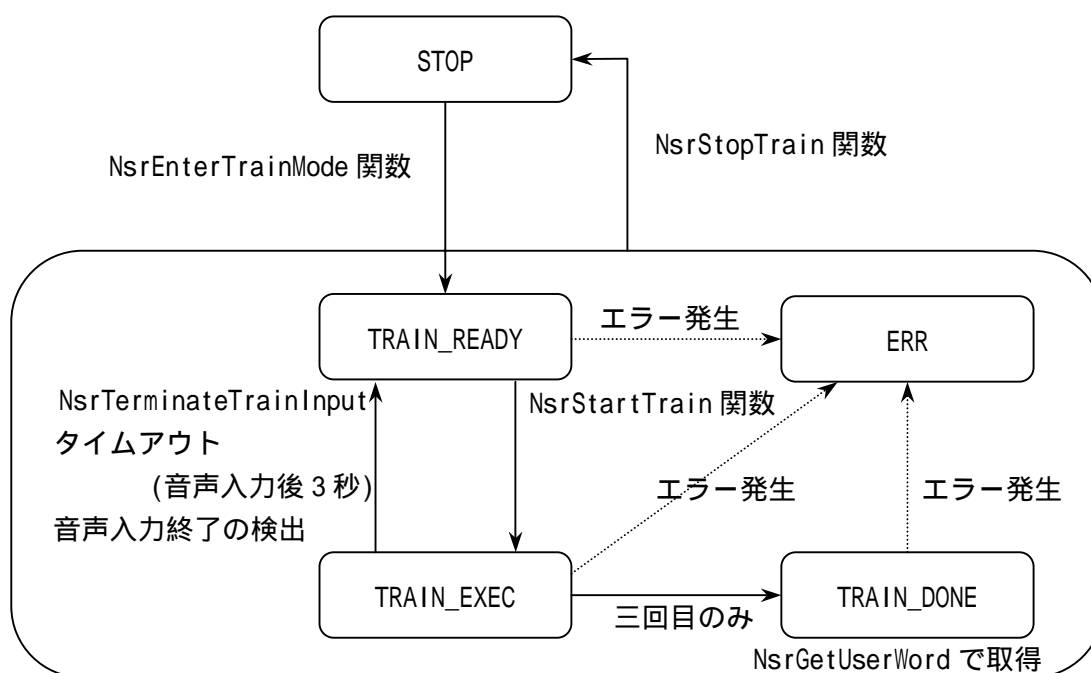 STOP
NsrStopTrain 関数
NsrEnterTrainMode 関数
TRAIN_READY
エラー発生
ERR
NsrTerminateTrainInput
NsrStartTrain 関数
タイムアウト
(音声入力後 3 秒)
エラー発生
エラー発生
音声入力終了の検出
TRAIN_EXEC
三回目のみ
TRAIN_DONE
NsrGetUserWord で取得